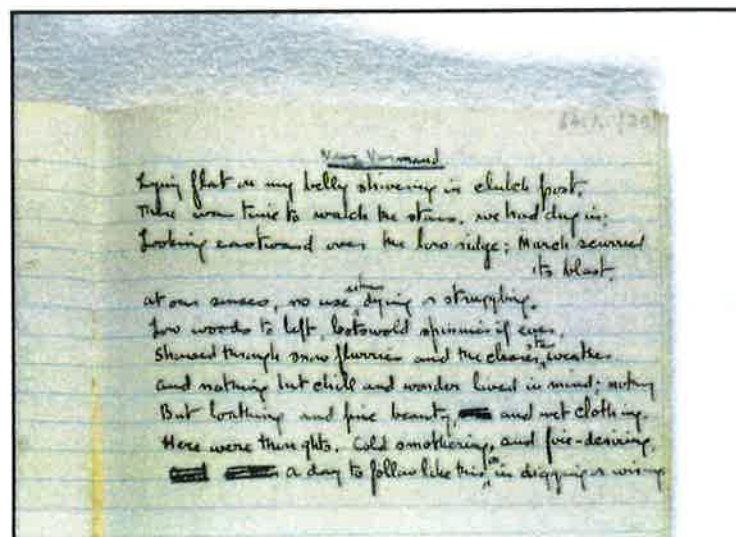 Near Vermand
Lying flat on my belly shivering in clutch frost,
There was time to watch the stars, we had dug in:
Looking eastward over the low ridge; March scurried
its blast.
at our senses, no use either dying or struggling.
Low woods to left, Cotswold spinnies if ever,
Showed through snow flurries and the clearer star weather
and nothing but chill and wonder lived in mind; nothing
But loathing and fine beauty, and wet clothing.
Here were thoughts. Cold smothering, and fire-desiring,
a day to follow like this or in digging or wiring